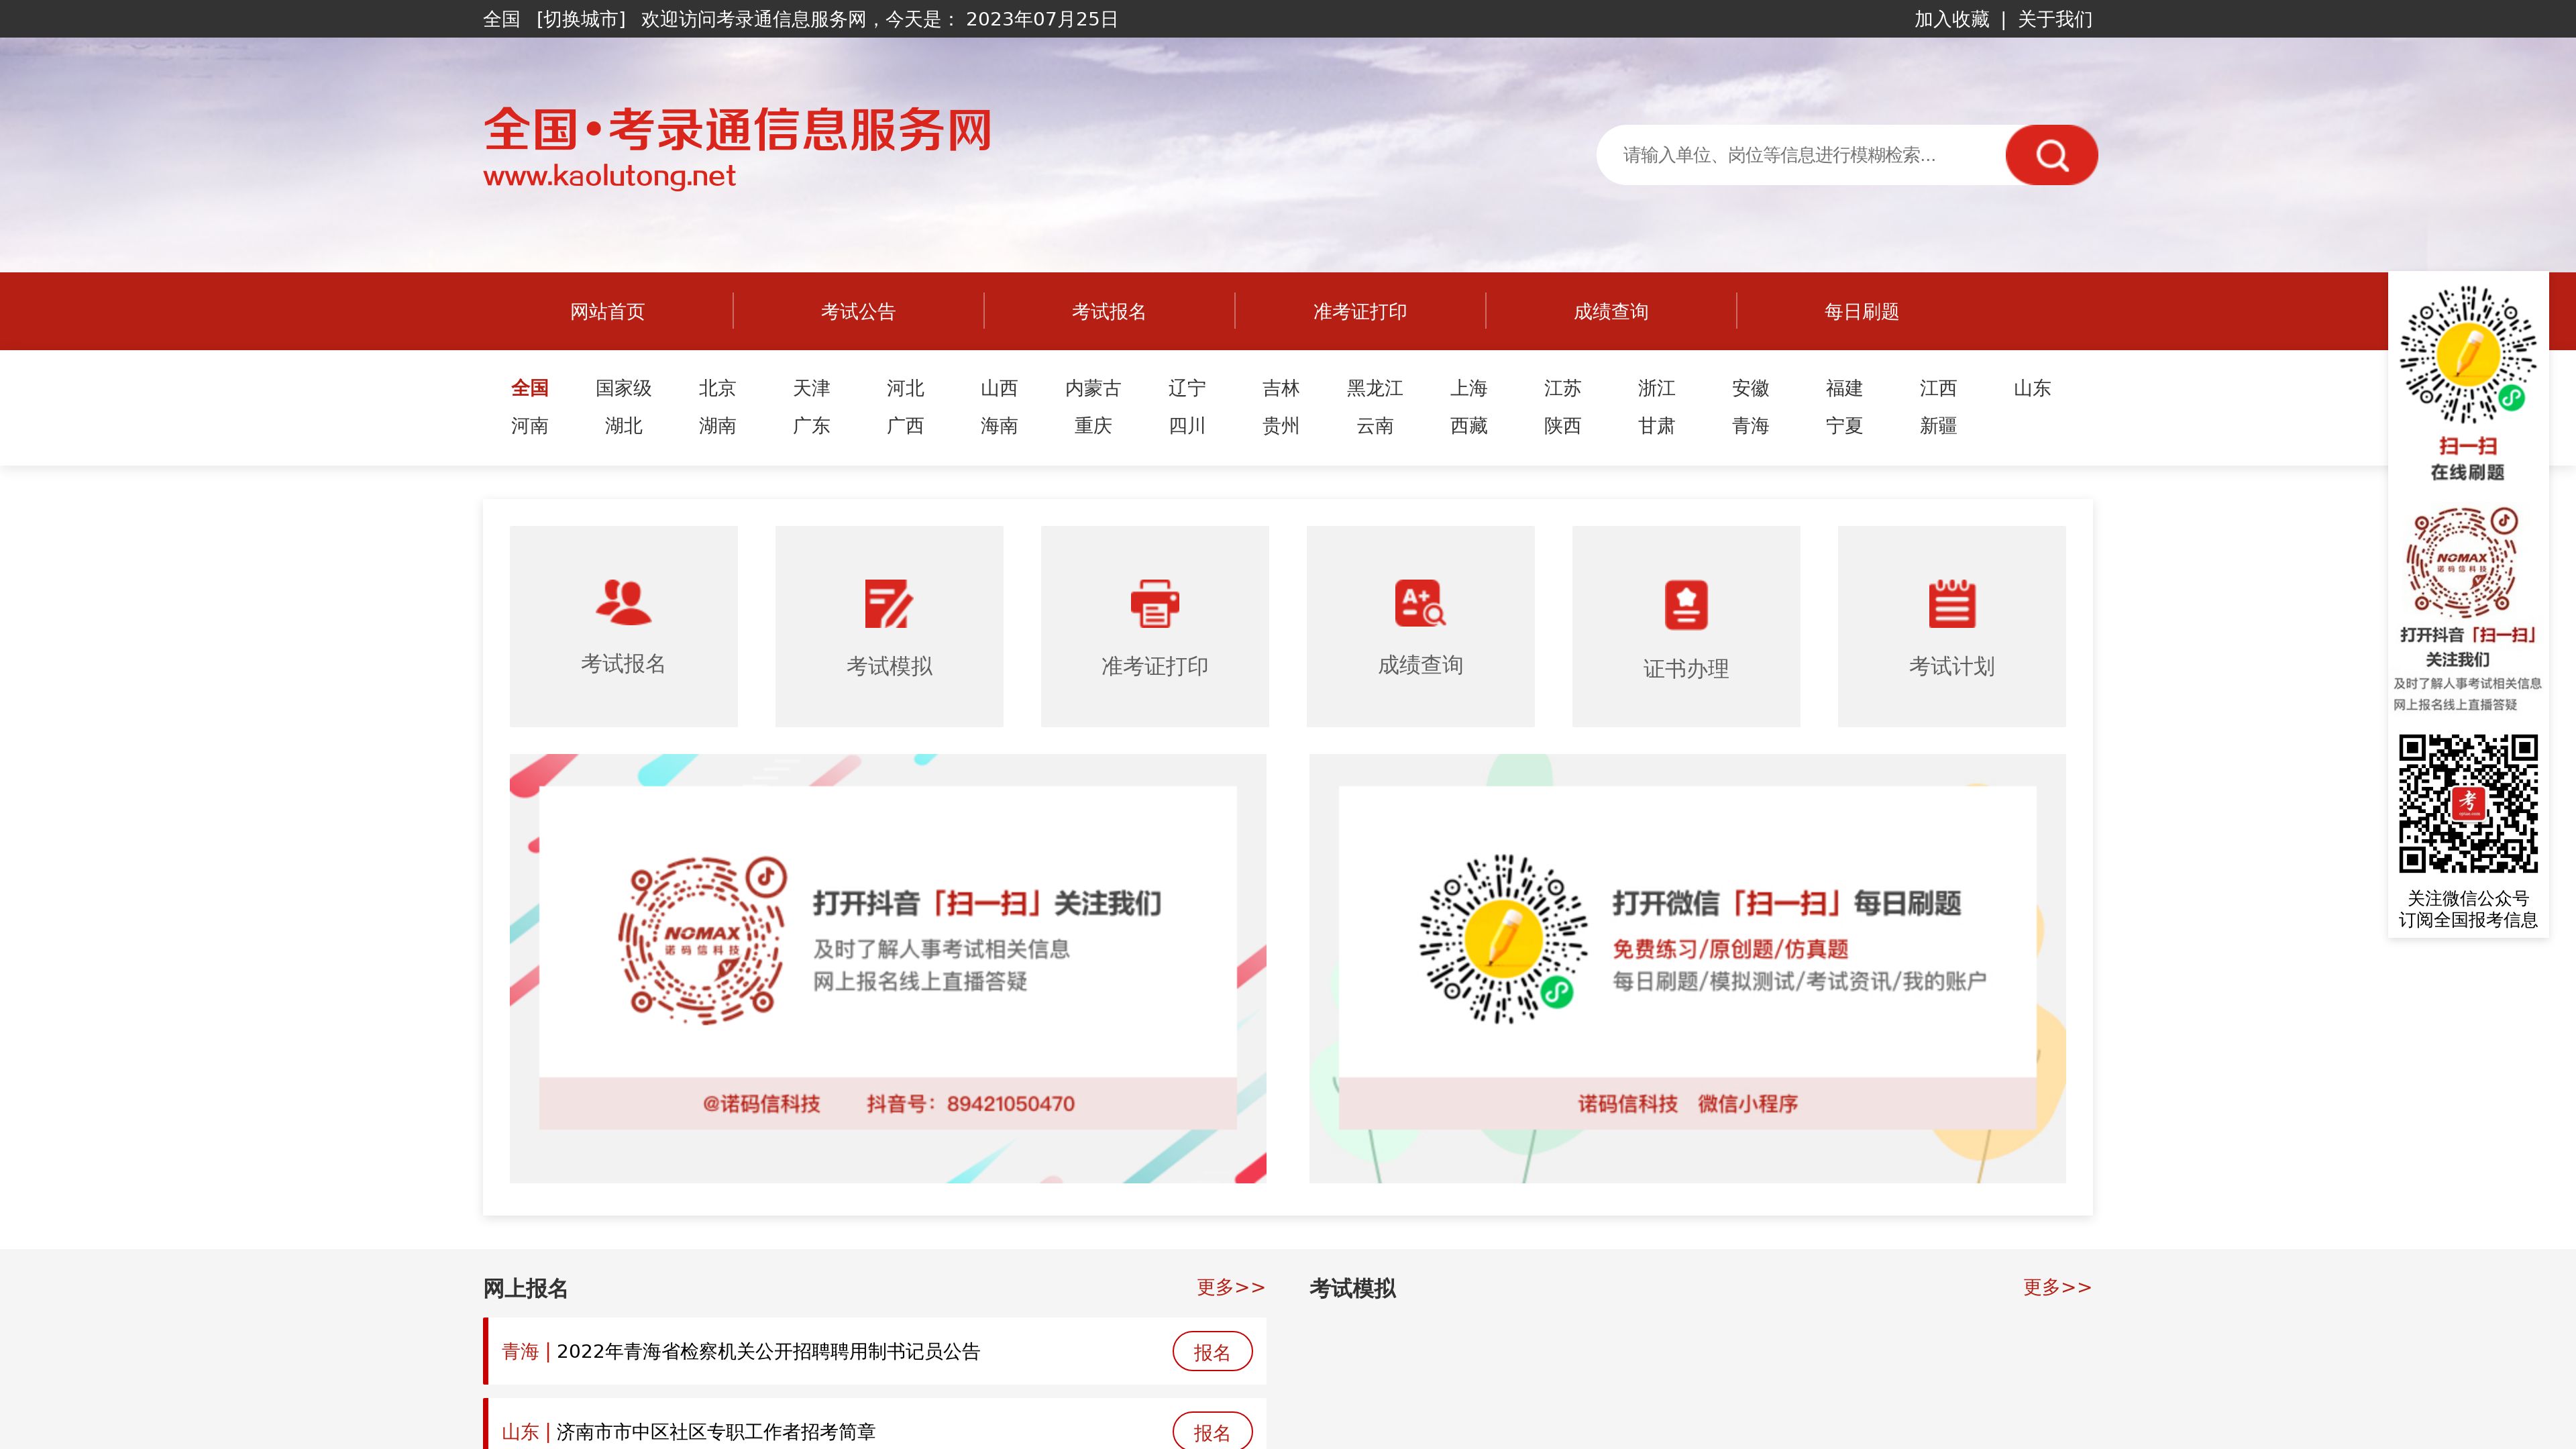 全国 [切换城市] 欢迎访问考录通信息服务网，今天是： 2023年07月25日
加入收藏 | 关于我们
全国·考录通信息服务网
www.kaolutong.net
请输入单位、岗位等信息进行模糊检索...
网站首页 考试公告 考试报名 准考证打印 成绩查询 每日刷题
全国 国家级 北京 天津 河北 山西 内蒙古 辽宁 吉林 黑龙江 上海 江苏 浙江 安徽 福建 江西 山东
河南 湖北 湖南 广东 广西 海南 重庆 四川 贵州 云南 西藏 陕西 甘肃 青海 宁夏 新疆
扫一扫
在线刷题
NOMAX
诺码信科技
打开抖音「扫一扫」
关注我们
及时了解人事考试相关信息
网上报名线上直播答疑
考
关注微信公众号
订阅全国报考信息
A+
考试报名 考试模拟 准考证打印 成绩查询 证书办理 考试计划
NOMAX
诺码信科技
打开抖音「扫一扫」关注我们
及时了解人事考试相关信息
网上报名线上直播答疑
@诺码信科技 抖音号：89421050470
打开微信「扫一扫」每日刷题
免费练习/原创题/仿真题
每日刷题/模拟测试/考试资讯/我的账户
诺码信科技 微信小程序
网上报名 更多>>
青海 | 2022年青海省检察机关公开招聘聘用制书记员公告 报名
山东 | 济南市市中区社区专职工作者招考简章 报名
考试模拟 更多>>